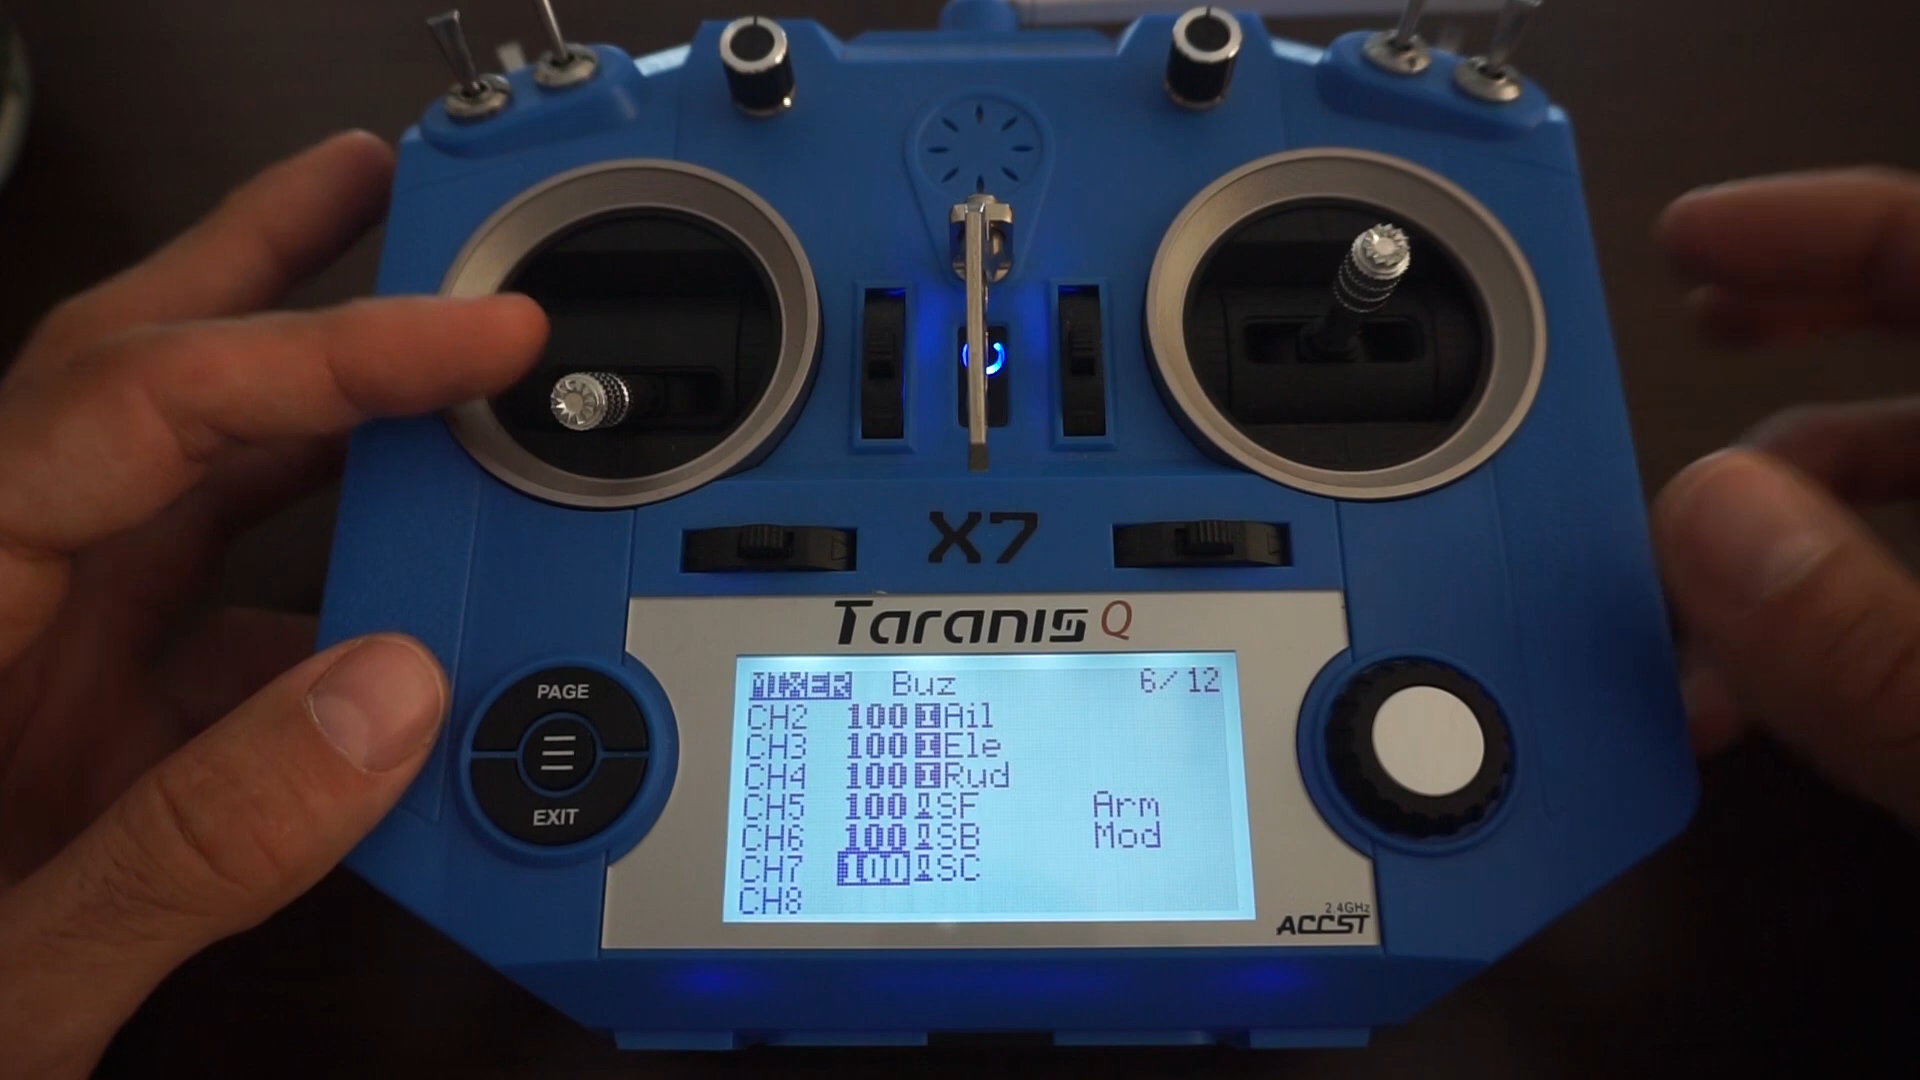 X7
Taranis Q
PAGE
EXIT
MIXER Buz 6/12
CH2 100 I Ail
CH3 100 I Ele
CH4 100 I Rud
CH5 100 SF Arm
CH6 100 SB Mod
CH7 100 SC
CH8
2.4GHz
ACCST